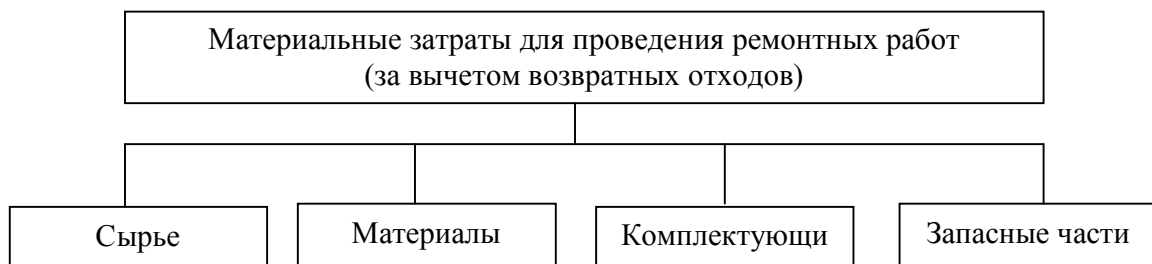 Материальные затраты для проведения ремонтных работ
(за вычетом возвратных отходов)
Сырье
Материалы
Комплектующи
Запасные части